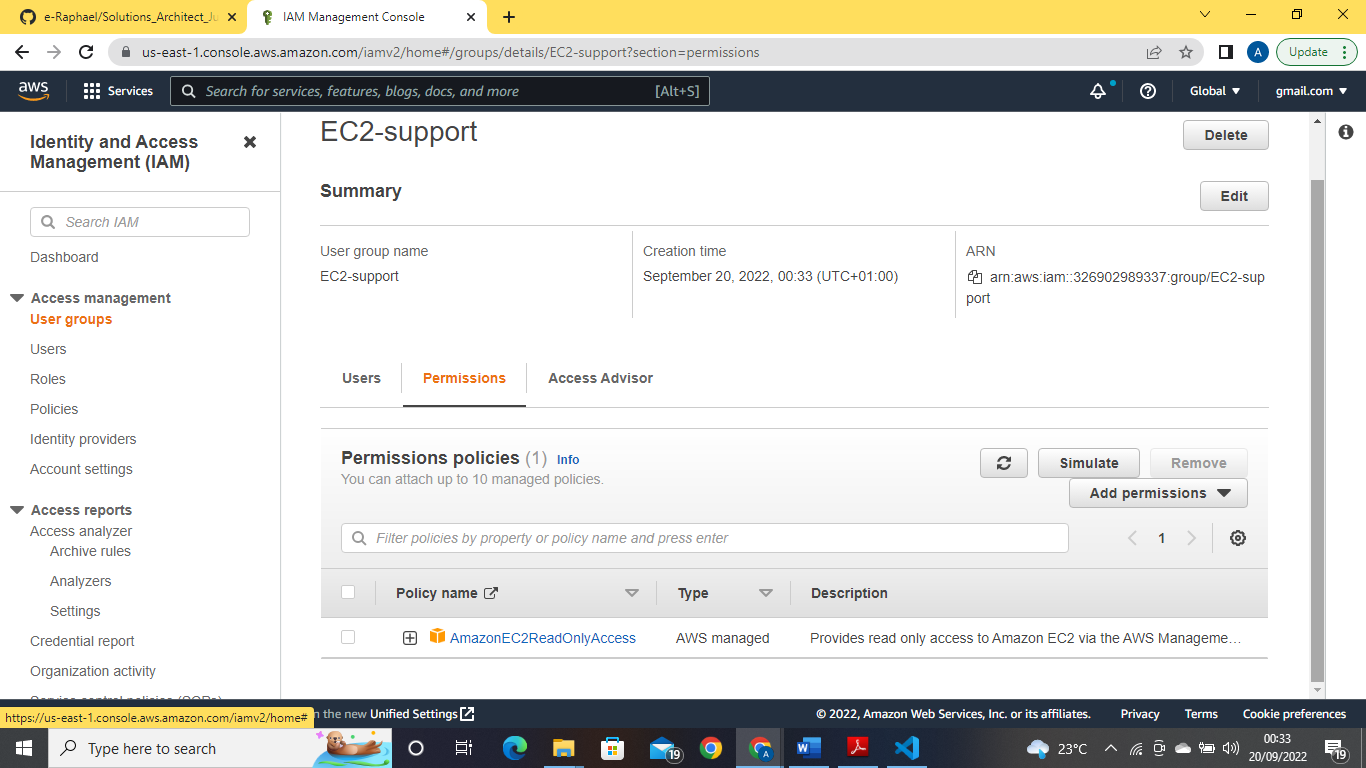 e-Raphael/Solutions_Architect_Ju
IAM Management Console
us-east-1.console.aws.amazon.com/iamv2/home#/groups/details/EC2-support?section=permissions
A
Update
aws
Services
Search for services, features, blogs, docs, and more
[Alt+S]
Global
gmail.com
Identity and Access
Management (IAM)
Search IAM
Dashboard
Access management
User groups
Users
Roles
Policies
Identity providers
Account settings
Access reports
Access analyzer
Archive rules
Analyzers
Settings
Credential report
Organization activity
Service control policies (SCPs)
EC2-support
Delete
Summary
Edit
User group name
EC2-support
Creation time
September 20, 2022, 00:33 (UTC+01:00)
ARN
arn:aws:iam::326902989337:group/EC2-sup
port
Users
Permissions
Access Advisor
Permissions policies (1)
Info
You can attach up to 10 managed policies.
Simulate
Remove
Add permissions
Filter policies by property or policy name and press enter
1
Policy name
Type
Description
AmazonEC2ReadOnlyAccess
AWS managed
Provides read only access to Amazon EC2 via the AWS Manageme…
https://us-east-1.console.aws.amazon.com/iamv2/home#
n the new Unified Settings
© 2022, Amazon Web Services, Inc. or its affiliates.
Privacy
Terms
Cookie preferences
Type here to search
19
A
23°C
00:33
20/09/2022
19